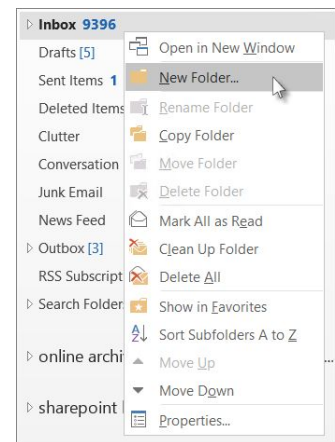 Inbox 9396
Drafts [5]
Sent Items 1
Deleted Items
Clutter
Conversation
Junk Email
News Feed
Outbox [3]
RSS Subscript
Search Folder
online archi
...
sharepoint
Open in New Window
New Folder...
Rename Folder
Copy Folder
Move Folder
Delete Folder
Mark All as Read
Clean Up Folder
Delete All
Show in Favorites
Sort Subfolders A to Z
Move Up
Move Down
Properties...